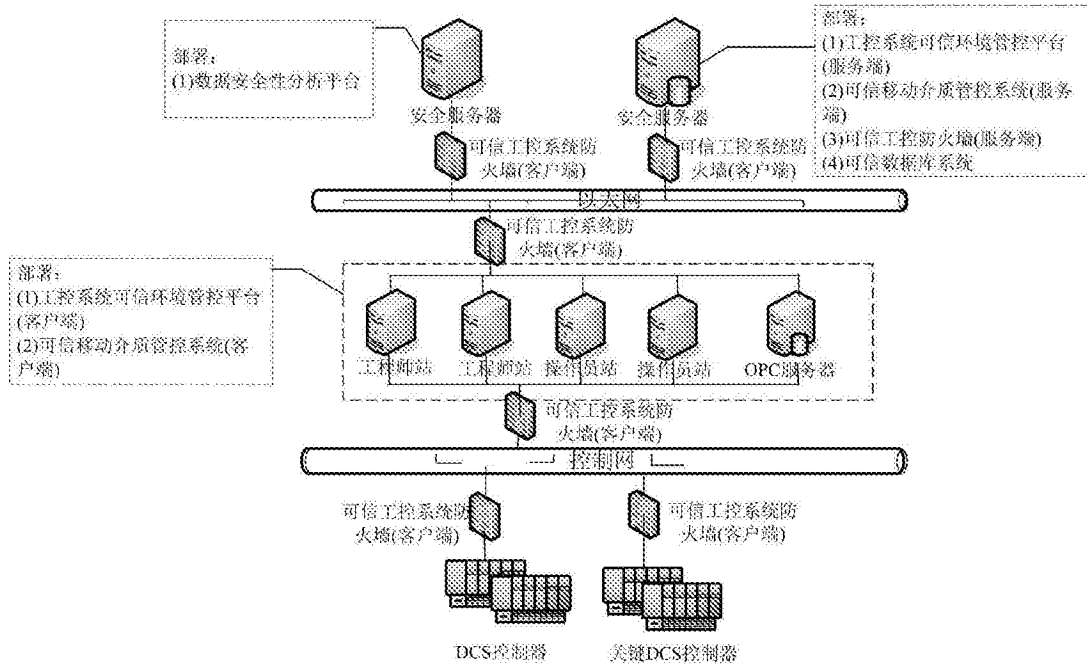 部署：
(1)数据安全性分析平台
安全服务器
安全服务器
部署：
(1)工控系统可信环境管控平台
(服务端)
(2)可信移动介质管控系统(服务
端)
(3)可信工控防火墙(服务端)
(4)可信数据库系统
可信工控系统防
火墙(客户端)
可信工控系统防
火墙(客户端)
以太网
可信工控系统防
火墙(客户端)
部署：
(1)工控系统可信环境管控平台
(客户端)
(2)可信移动介质管控系统(客
户端)
工程师站
工程师站
操作员站
操作员站
OPC服务器
可信工控系统防
火墙(客户端)
控制网
可信工控系统防
火墙(客户端)
可信工控系统防
火墙(客户端)
DCS控制器
关键DCS控制器